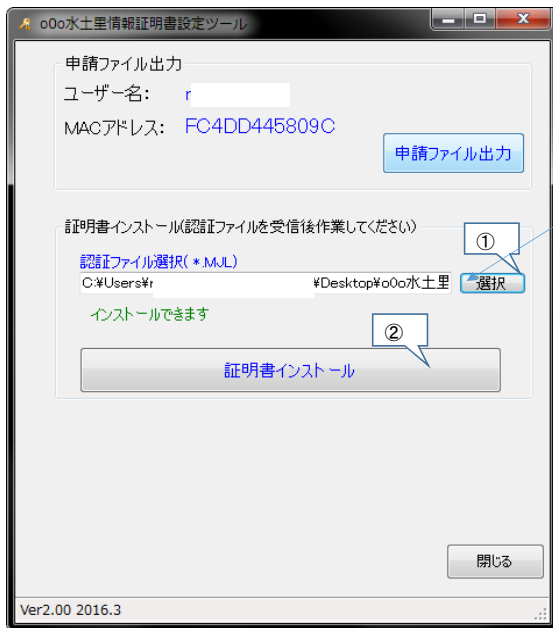 o0o水土里情報証明書設定ツール
申請ファイル出力
ユーザー名: r
MACアドレス: FC4DD445809C
申請ファイル出力
証明書インストール(認証ファイルを受信後作業してください)
①
認証ファイル選択(*.MJL)
C:¥Users¥r ¥Desktop¥o0o水土里 選択
インストールできます
②
証明書インストール
閉じる
Ver2.00 2016.3